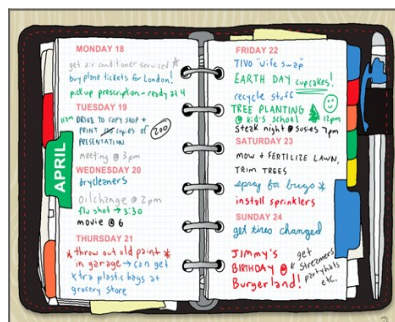 MONDAY 18
get air conditioner serviced *
buy plane tickets for London!
pick up prescription - ready at 4
TUESDAY 19
DRIVE TO COPY SHOP +
PRINT copies of 200
PRESENTATION
meeting @ 3pm
APRIL
WEDNESDAY 20
drycleaners
Oil change @ 2pm
flu shot → 3:30
movie @ 6
THURSDAY 21
* throw out old paint *
in garage → can get
xtra plastic bags at
grocery store
FRIDAY 22
TIVO "wife swap"
EARTH DAY cupcakes!
recycle stuff
TREE PLANTING
@ kid's school 12pm
steak night @ susies 7pm
SATURDAY 23
MOW + FERTILIZE LAWN,
TRIM TREES
spray for bugs *
install sprinklers
SUNDAY 24
get tires changed
JIMMY'S
BIRTHDAY @
Burgerland!
* get
streamers
party hats
etc.